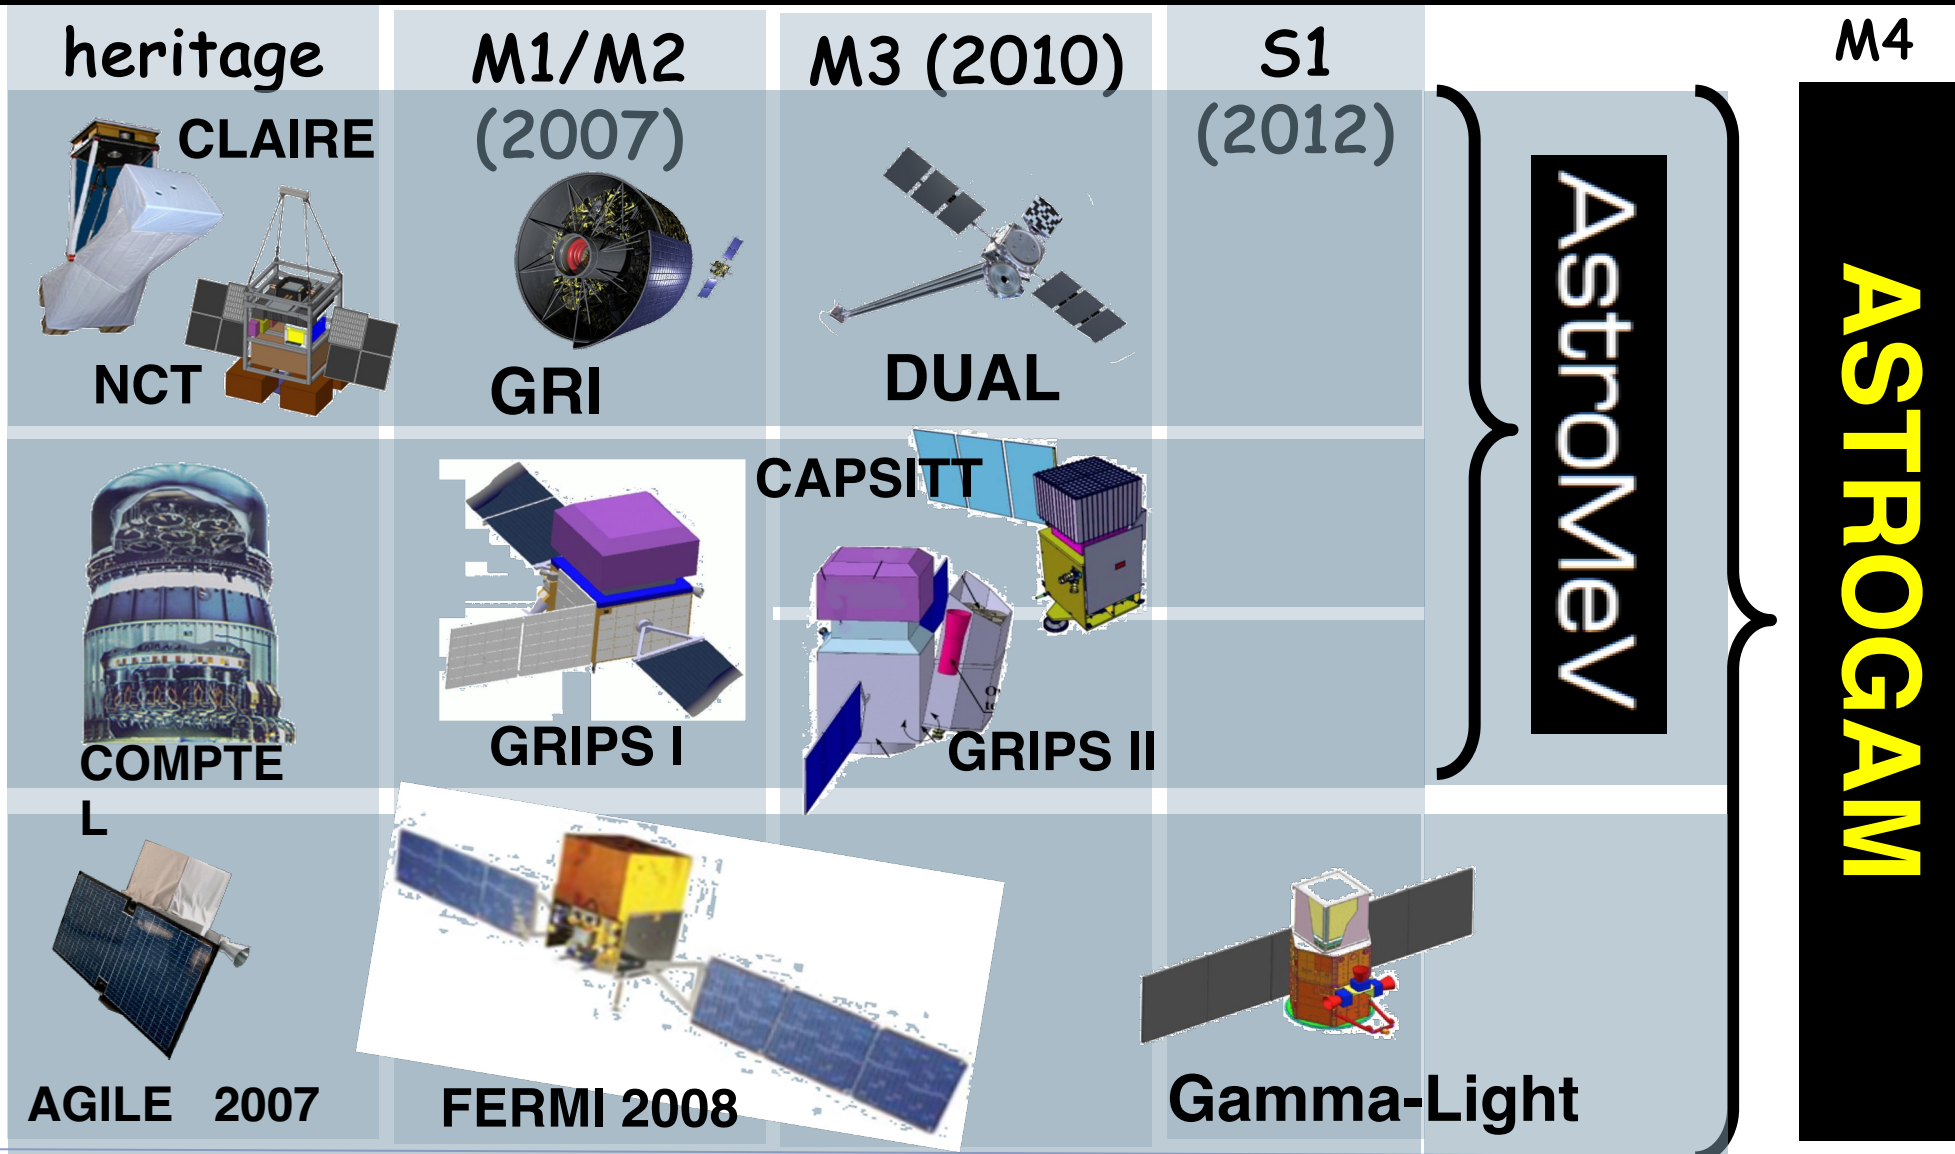 heritage
M1/M2
(2007)
M3 (2010)
S1
(2012)
M4
CLAIRE
NCT
GRI
DUAL
COMPTE
L
GRIPS I
CAPSITT
GRIPS II
AGILE 2007
FERMI 2008
Gamma-Light
AstroMeV
ASTROGAM